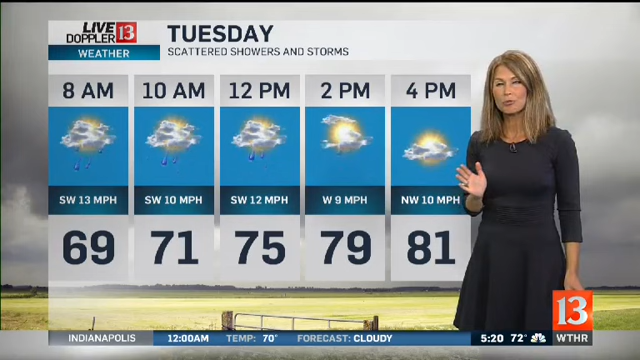 LIVE
DOPPLER 13
WEATHER
TUESDAY
SCATTERED SHOWERS AND STORMS
8 AM 10 AM 12 PM 2 PM 4 PM
SW 13 MPH SW 10 MPH SW 12 MPH W 9 MPH NW 10 MPH
69 71 75 79 81
13
INDIANAPOLIS 12:00AM TEMP: 70° FORECAST: CLOUDY 5:20 72° WTHR